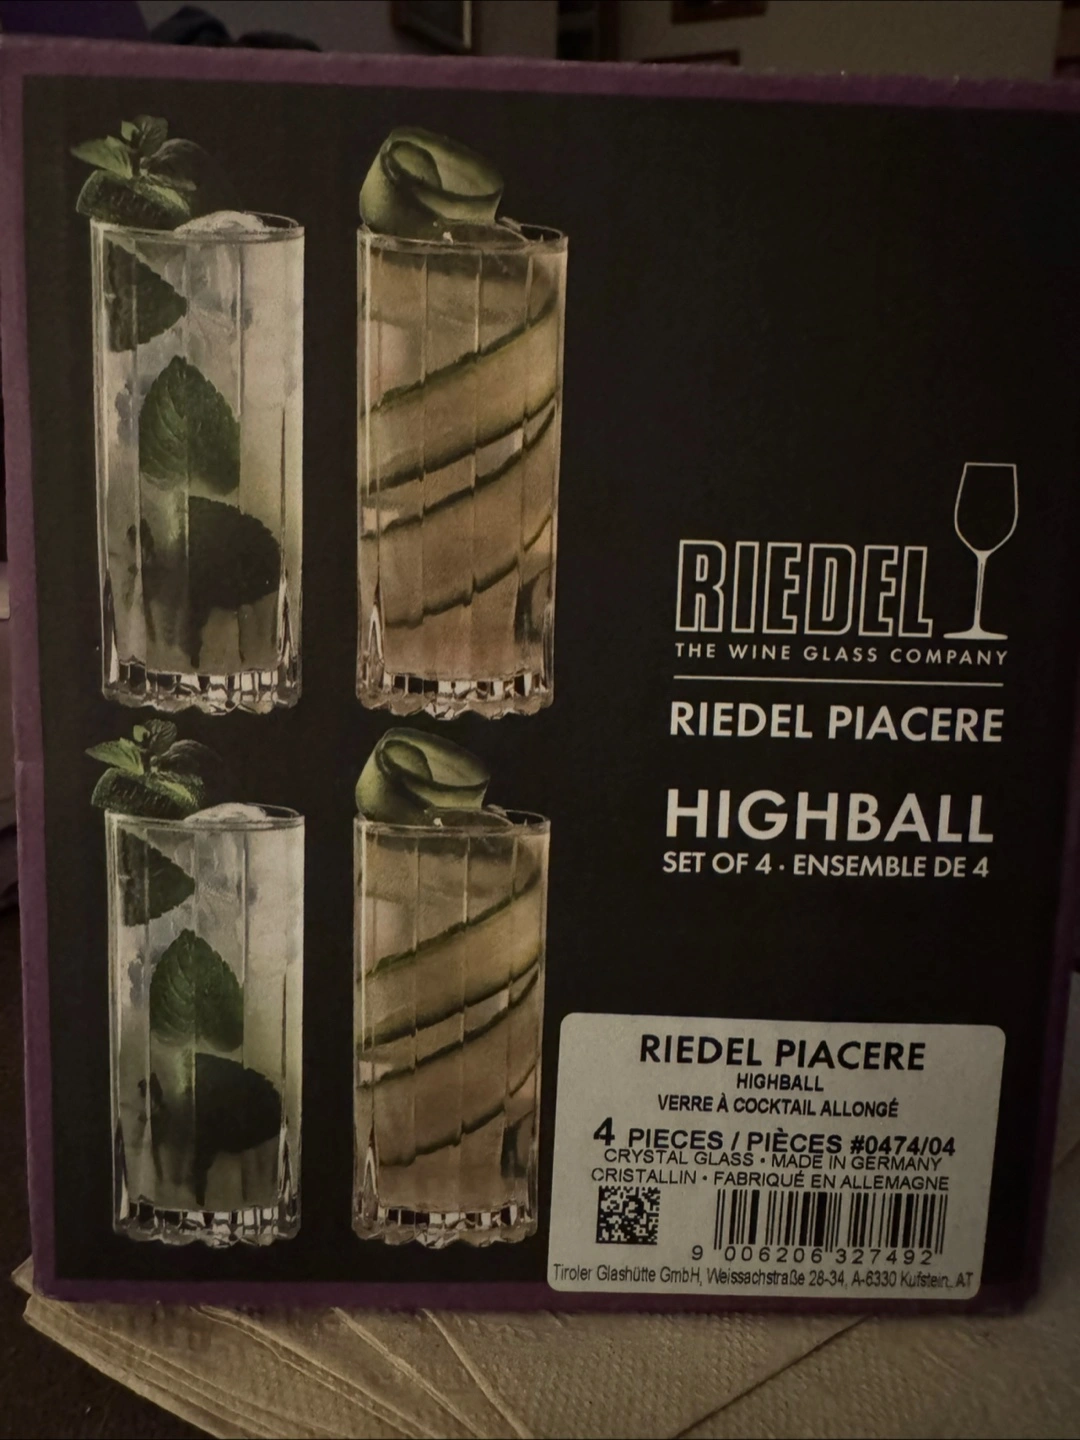 RIEDEL
THE WINE GLASS COMPANY
RIEDEL PIACERE
HIGHBALL
SET OF 4 · ENSEMBLE DE 4
RIEDEL PIACERE
HIGHBALL
VERRE À COCKTAIL ALLONGÉ
4 PIECES / PIÈCES #0474/04
CRYSTAL GLASS • MADE IN GERMANY
CRISTALLIN • FABRIQUÉ EN ALLEMAGNE
9 006206 327492
Tiroler Glashütte GmbH, Weissachstraße 28-34, A-6330 Kufstein, AT